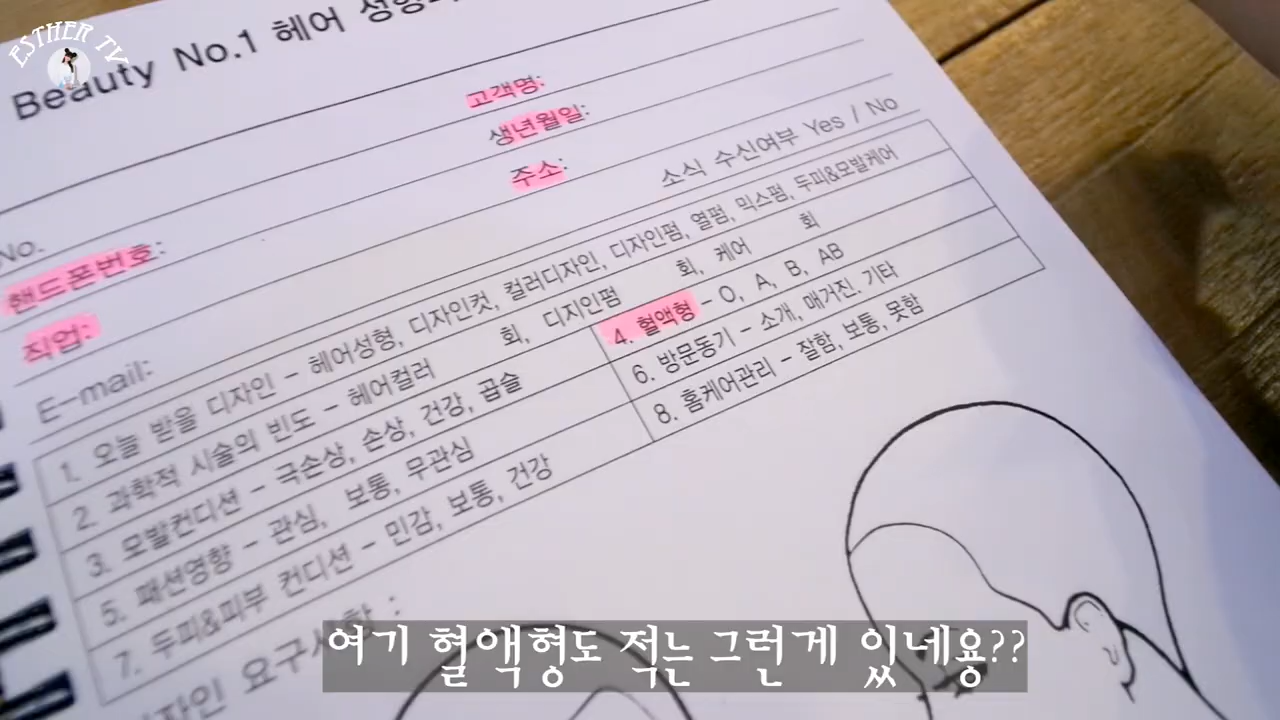 ESTHER TV
Beauty No.1 헤어
고객명:
생년월일:
주소:
소식 수신여부 Yes / No
No.
핸드폰번호:
직업:
E-mail:
1. 오늘 받을 디자인 - 헤어성형, 디자인컷, 컬러디자인, 디자인펌, 열펌, 믹스펌, 두피&모발케어
2. 과학적 시술의 빈도 - 헤어컬러 회, 디지인펌 회, 케어 회
3. 모발컨디션 - 극손상, 손상, 건강, 곱슬
4. 혈액형 - O, A, B, AB
5. 패션영향 - 관심, 보통, 무관심
6. 방문동기 - 소개, 매거진. 기타
7. 두피&피부 컨디션 - 민감, 보통, 건강
8. 홈케어관리 - 잘함, 보통, 못함
요구사항 :
여기 혈액형도 적는 그런게 있네용??